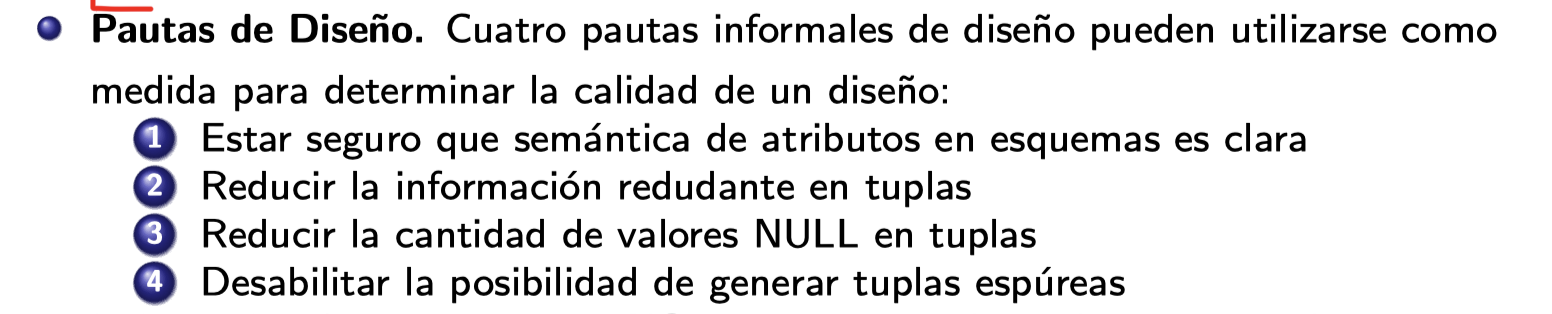 Pautas de Diseño. Cuatro pautas informales de diseño pueden utilizarse como
medida para determinar la calidad de un diseño:
1 Estar seguro que semántica de atributos en esquemas es clara
2 Reducir la información redudante en tuplas
3 Reducir la cantidad de valores NULL en tuplas
4 Desabilitar la posibilidad de generar tuplas espúreas